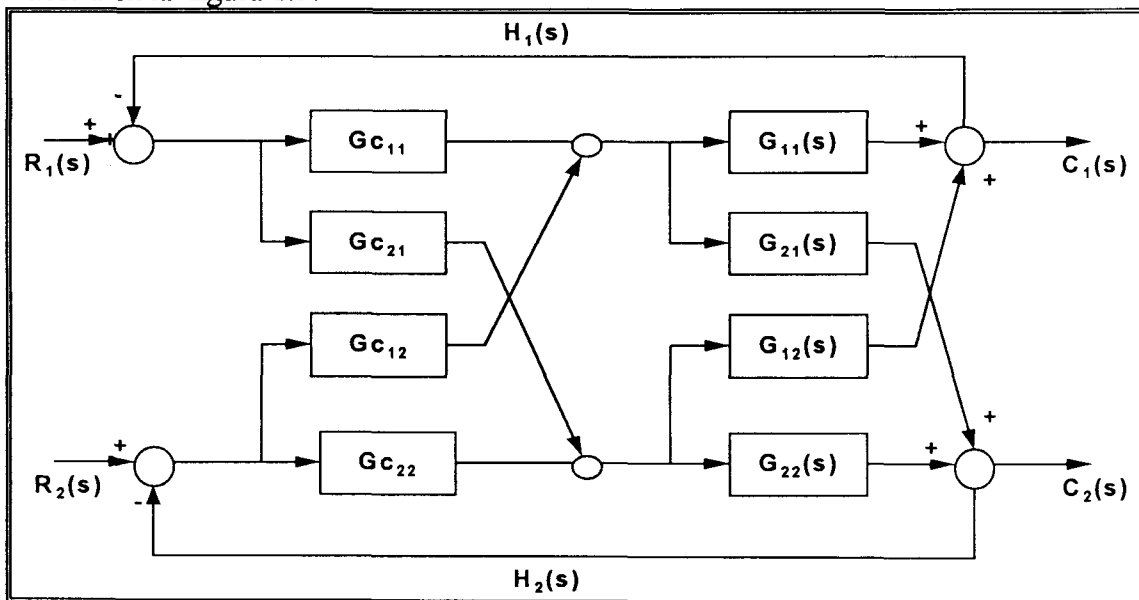 H₁(s)
-
+
+
R₁(s)
Gc₁₁
G₁₁(s)
+
+
C₁(s)
Gc₂₁
G₂₁(s)
Gc₁₂
G₁₂(s)
+
R₂(s)
-
Gc₂₂
G₂₂(s)
+
+
C₂(s)
H₂(s)